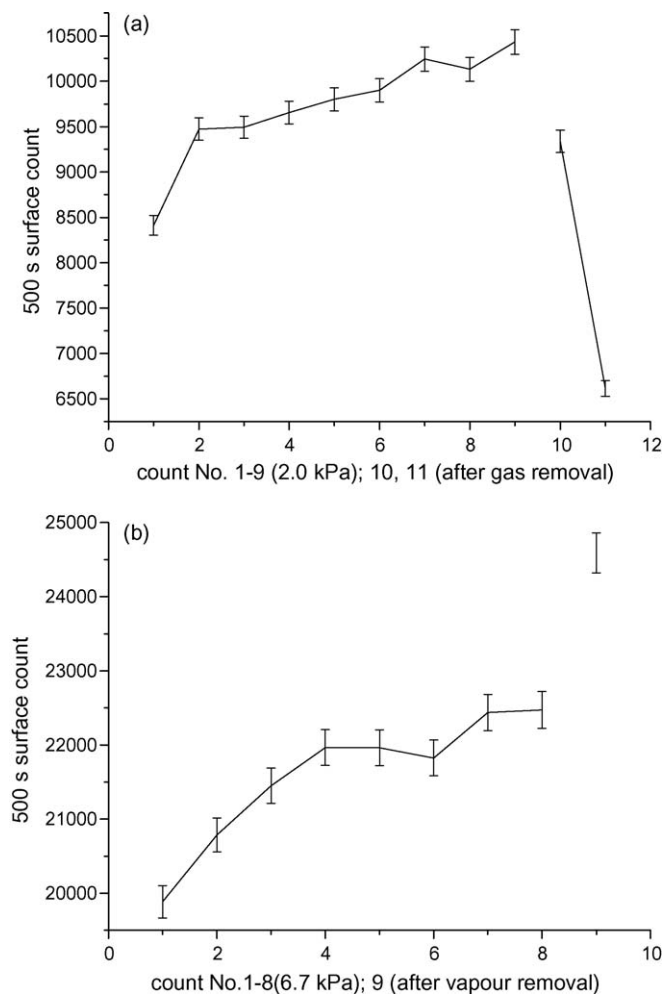 (a)
500 s surface count
10500
10000
9500
9000
8500
8000
7500
7000
6500
0 2 4 6 8 10 12
count No. 1-9 (2.0 kPa); 10, 11 (after gas removal)
(b)
500 s surface count
25000
24000
23000
22000
21000
20000
0 2 4 6 8 10
count No.1-8(6.7 kPa); 9 (after vapour removal)